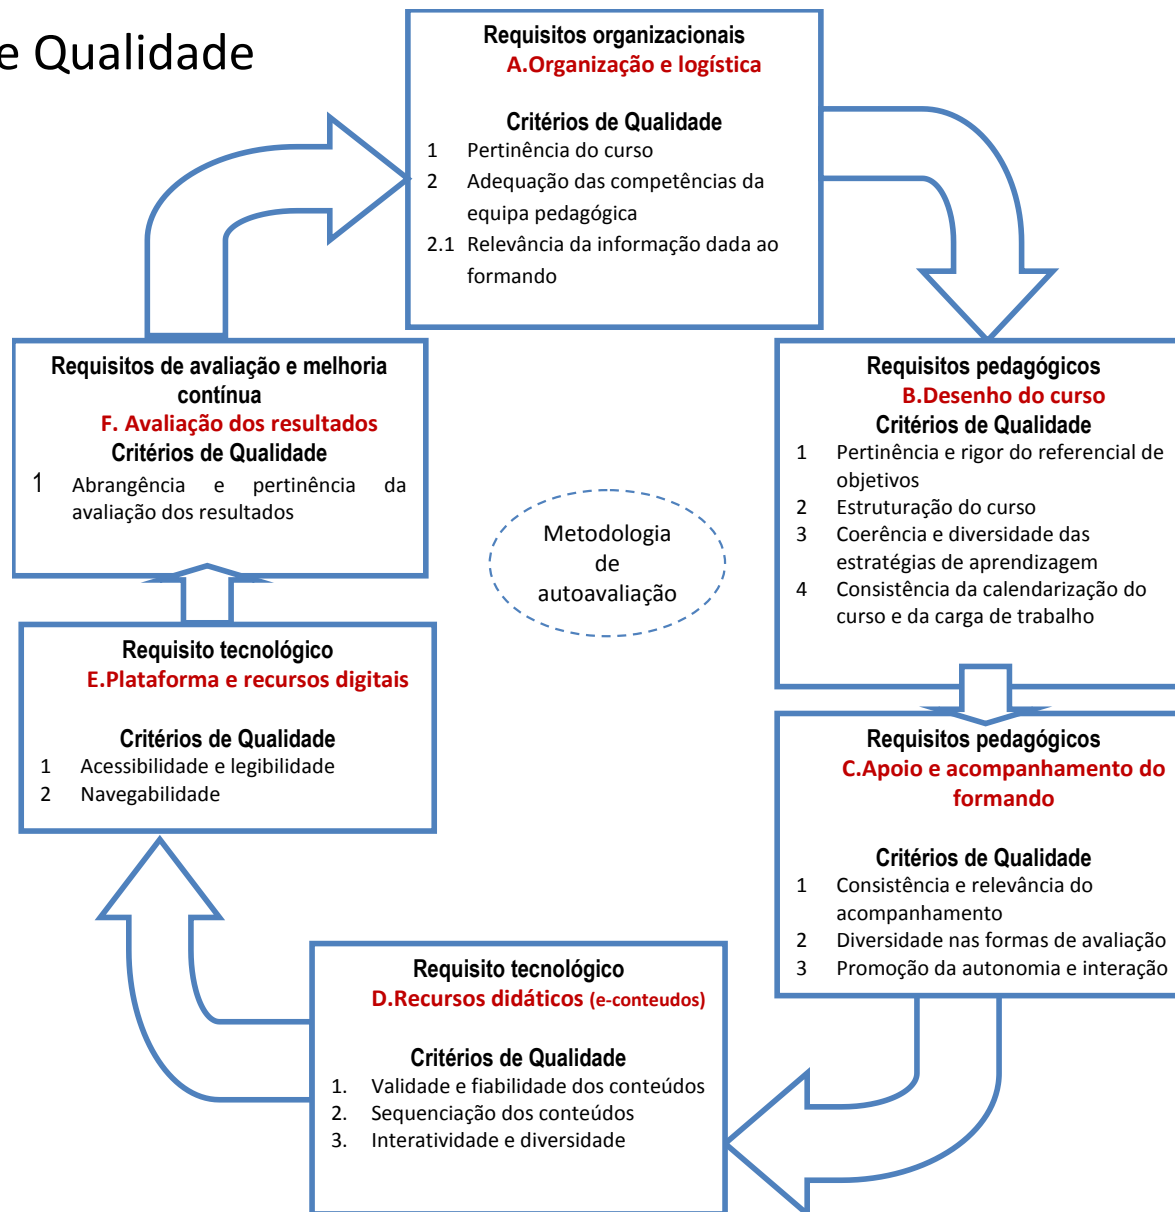 e Qualidade
Requisitos organizacionais
A.Organização e logística
Critérios de Qualidade
1 Pertinência do curso
2 Adequação das competências da
equipa pedagógica
2.1 Relevância da informação dada ao
formando
Requisitos pedagógicos
B.Desenho do curso
Critérios de Qualidade
1 Pertinência e rigor do referencial de
objetivos
2 Estruturação do curso
3 Coerência e diversidade das
estratégias de aprendizagem
4 Consistência da calendarização do
curso e da carga de trabalho
Requisitos pedagógicos
C.Apoio e acompanhamento do
formando
Critérios de Qualidade
1 Consistência e relevância do
acompanhamento
2 Diversidade nas formas de avaliação
3 Promoção da autonomia e interação
Requisito tecnológico
D.Recursos didáticos (e-conteudos)
Critérios de Qualidade
1. Validade e fiabilidade dos conteúdos
2. Sequenciação dos conteúdos
3. Interatividade e diversidade
Requisito tecnológico
E.Plataforma e recursos digitais
Critérios de Qualidade
1 Acessibilidade e legibilidade
2 Navegabilidade
Requisitos de avaliação e melhoria
contínua
F. Avaliação dos resultados
Critérios de Qualidade
1 Abrangência e pertinência da
avaliação dos resultados
Metodologia
de
autoavaliação